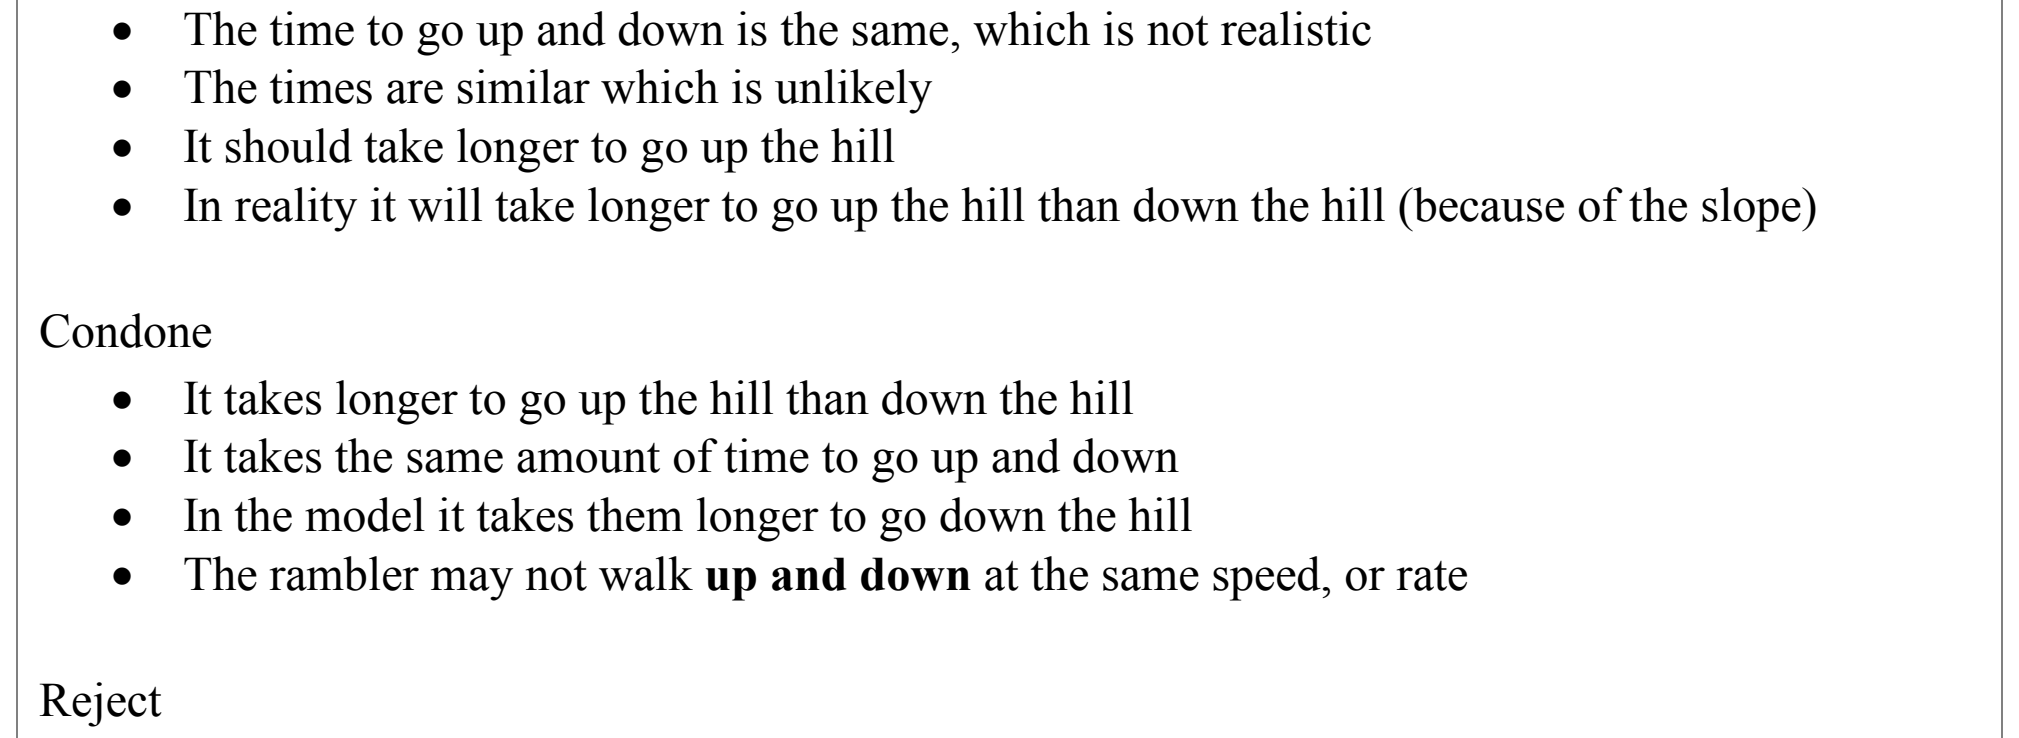 • The time to go up and down is the same, which is not realistic
• The times are similar which is unlikely
• It should take longer to go up the hill
• In reality it will take longer to go up the hill than down the hill (because of the slope)
Condone
• It takes longer to go up the hill than down the hill
• It takes the same amount of time to go up and down
• In the model it takes them longer to go down the hill
• The rambler may not walk up and down at the same speed, or rate
Reject